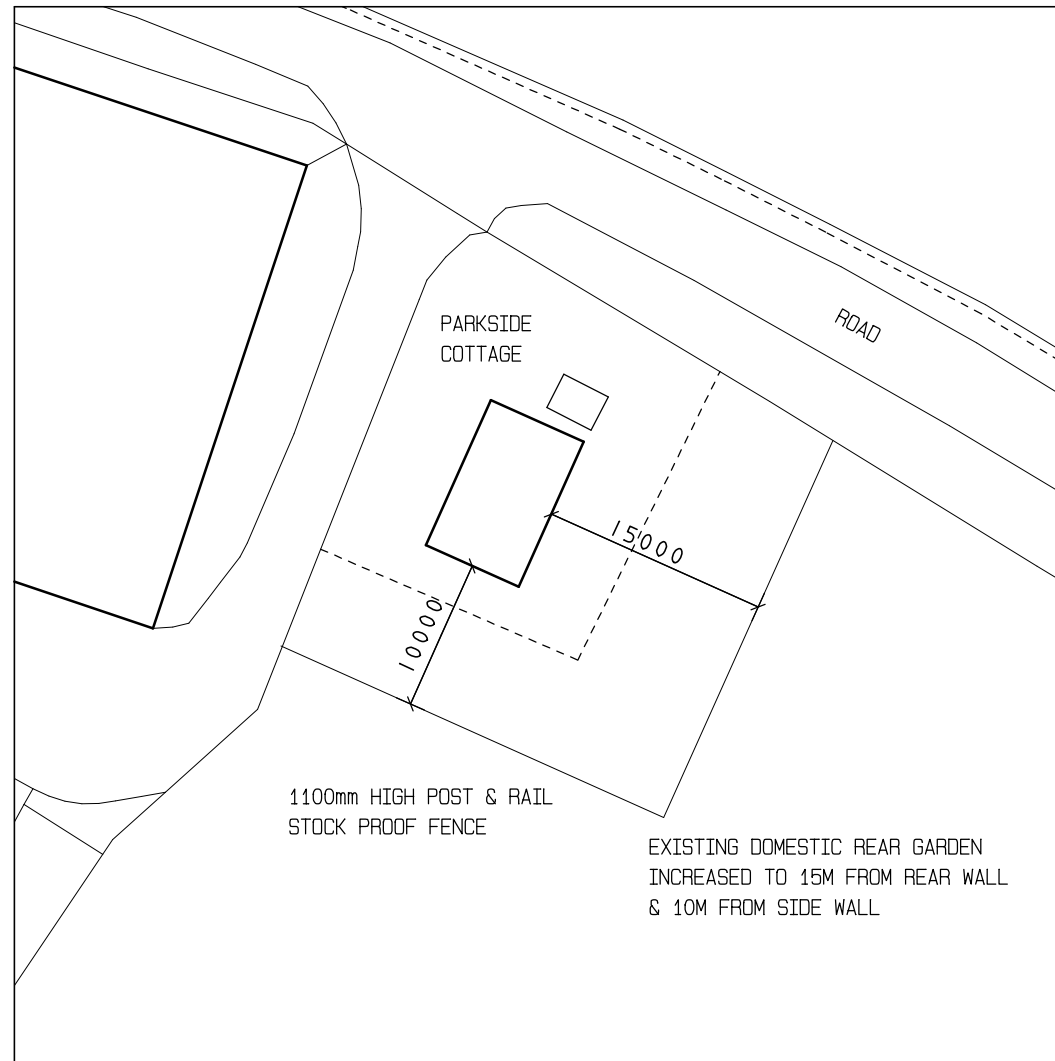 ROAD
PARKSIDE
COTTAGE
15000
10000
1100mm HIGH POST & RAIL
STOCK PROOF FENCE
EXISTING DOMESTIC REAR GARDEN
INCREASED TO 15M FROM REAR WALL
& 10M FROM SIDE WALL